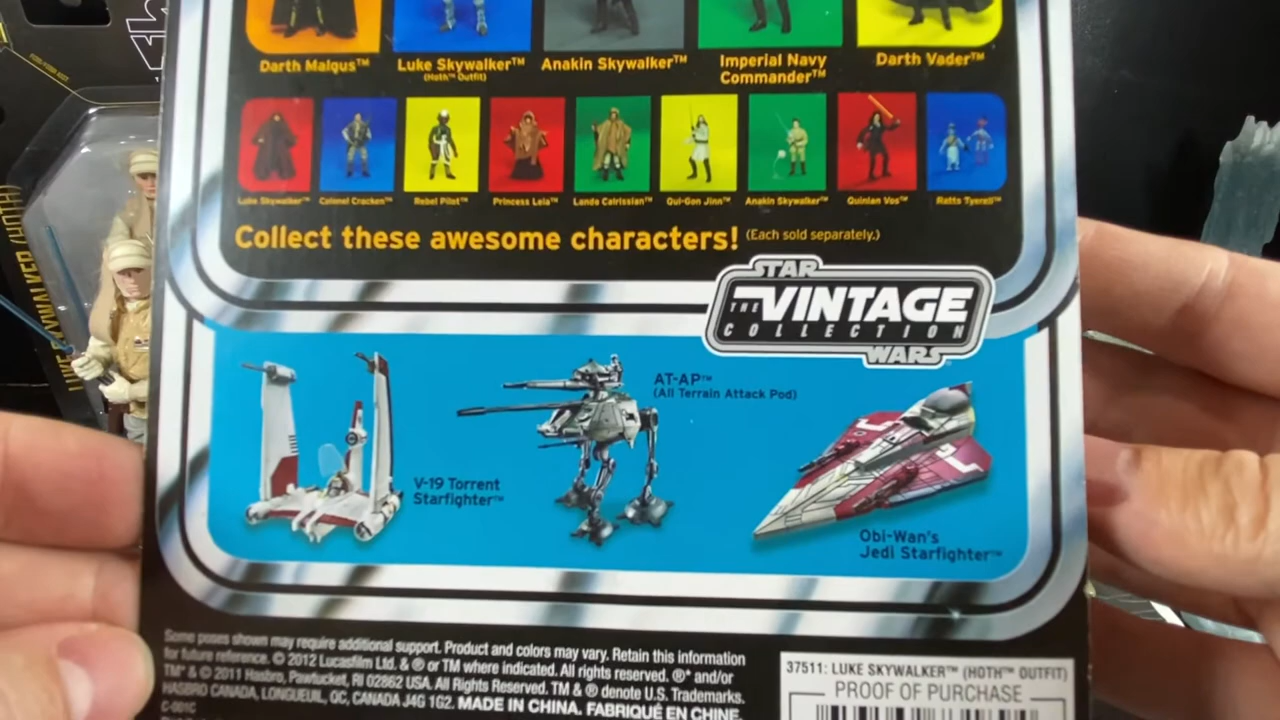 Darth Malgus™
Luke Skywalker™
(Hoth™ Outfit)
Anakin Skywalker™
Imperial Navy
Commander™
Darth Vader™
Luke Skywalker™
Colonel Cracken™
Rebel Pilot™
Princess Leia™
Lando Calrissian™
Qui-Gon Jinn™
Anakin Skywalker™
Quinlan Vos™
Ratts Tyerell™
Collect these awesome characters! (Each sold separately.)
STAR
THE VINTAGE
COLLECTION
WARS
AT-AP™
(All Terrain Attack Pod)
V-19 Torrent
Starfighter™
Obi-Wan's
Jedi Starfighter™
Some poses shown may require additional support. Product and colors may vary. Retain this information
for future reference. © 2012 Lucasfilm Ltd. & ® or TM where indicated. All rights reserved. ®* and/or
TM* & © 2011 Hasbro, Pawtucket, RI 02862 USA. All Rights Reserved. TM & ® denote U.S. Trademarks.
HASBRO CANADA, LONGUEUIL, QC, CANADA J4G 1G2. MADE IN CHINA. FABRIQUÉ EN CHINE.
C-001C
37511: LUKE SKYWALKER™ (HOTH™ OUTFIT)
PROOF OF PURCHASE
LUKE SKYWALKER (HOTH)